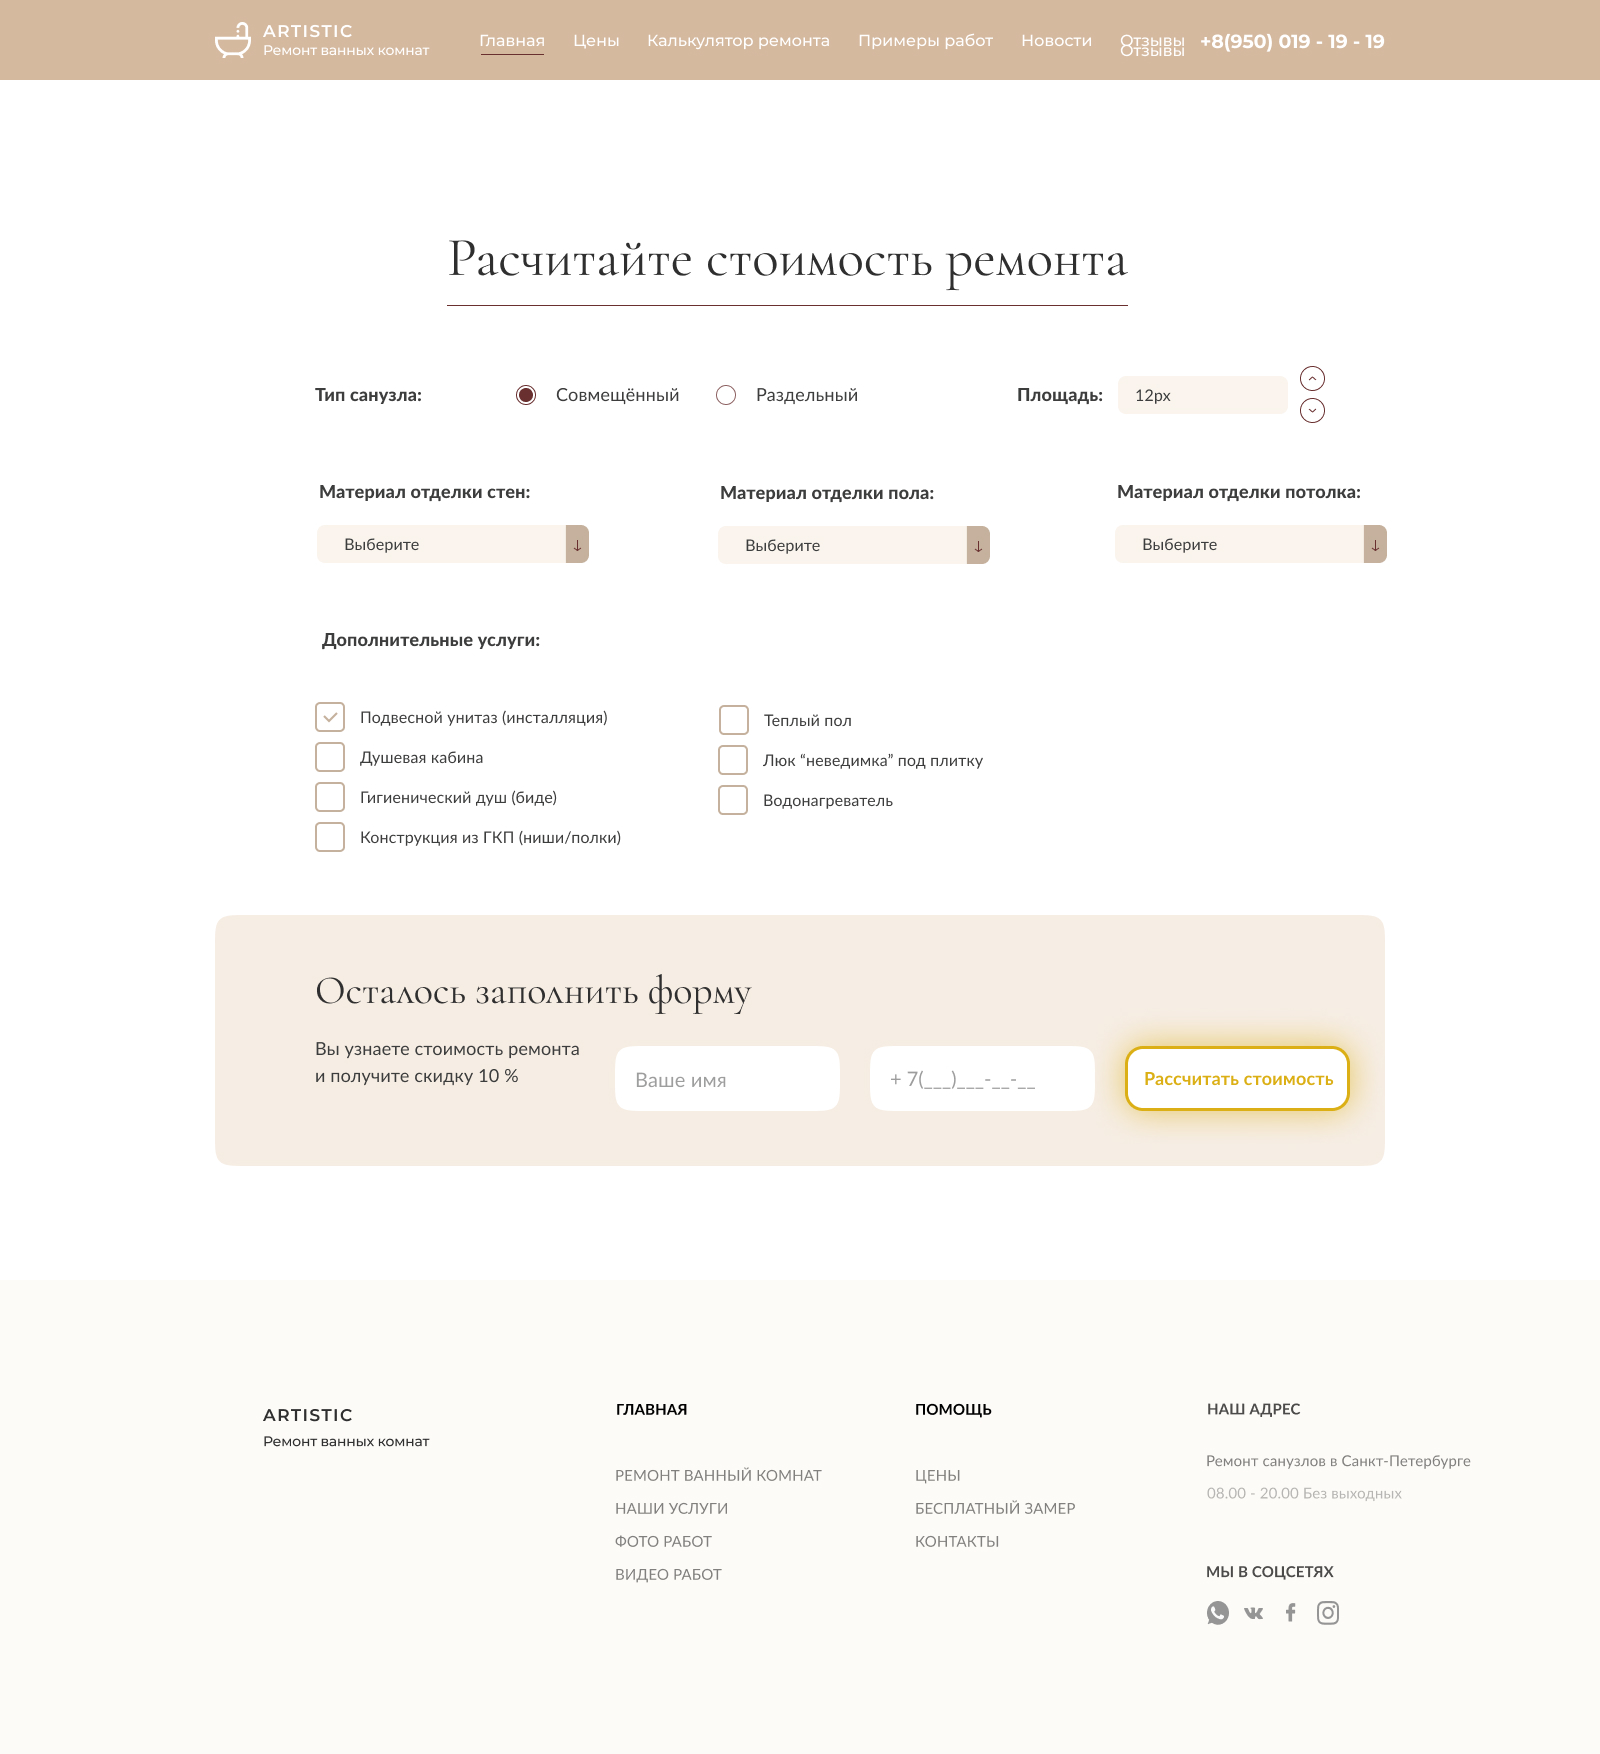 ARTISTIC
Ремонт ванных комнат
Главная
Цены
Калькулятор ремонта
Примеры работ
Новости
Отзывы
Отзывы
+8(950) 019 - 19 - 19
Расчитайте стоимость ремонта
Тип санузла:
Совмещённый
Раздельный
Площадь:
12px
Материал отделки стен:
Материал отделки пола:
Материал отделки потолка:
Выберите
Выберите
Выберите
Дополнительные услуги:
Подвесной унитаз (инсталляция)
Душевая кабина
Гигиенический душ (биде)
Конструкция из ГКП (ниши/полки)
Теплый пол
Люк “неведимка” под плитку
Водонагреватель
Осталось заполнить форму
Вы узнаете стоимость ремонта
и получите скидку 10 %
Ваше имя
+ 7(___)___-__-__
Рассчитать стоимость
ARTISTIC
Ремонт ванных комнат
ГЛАВНАЯ
РЕМОНТ ВАННЫЙ КОМНАТ
НАШИ УСЛУГИ
ФОТО РАБОТ
ВИДЕО РАБОТ
ПОМОЩЬ
ЦЕНЫ
БЕСПЛАТНЫЙ ЗАМЕР
КОНТАКТЫ
НАШ АДРЕС
Ремонт санузлов в Санкт-Петербурге
08.00 - 20.00 Без выходных
МЫ В СОЦСЕТЯХ